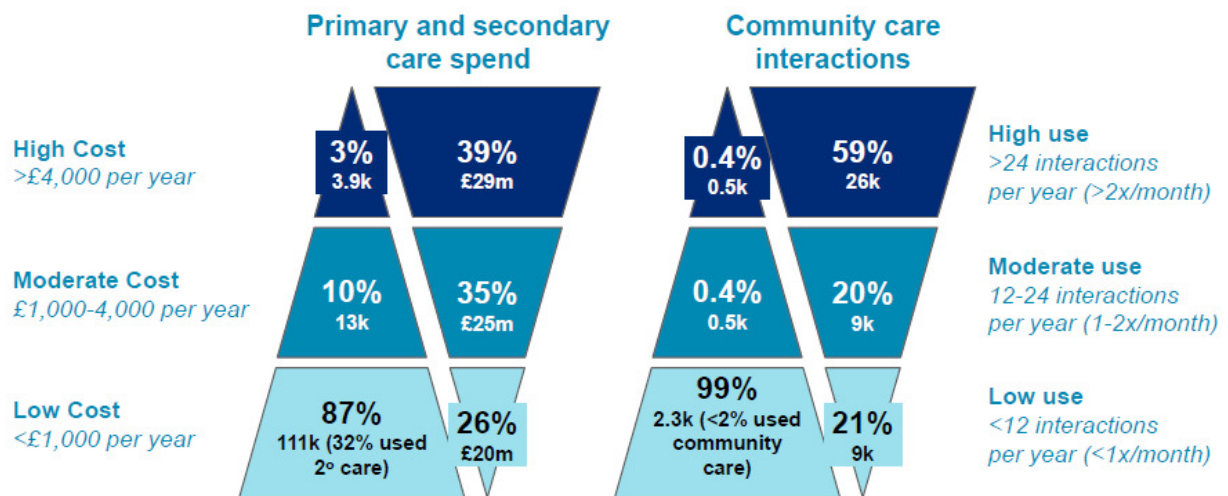 Primary and secondary
care spend
Community care
interactions
High Cost
>£4,000 per year
3%
3.9k
39%
£29m
0.4%
0.5k
59%
26k
High use
>24 interactions
per year (>2x/month)
Moderate Cost
£1,000-4,000 per year
10%
13k
35%
£25m
0.4%
0.5k
20%
9k
Moderate use
12-24 interactions
per year (1-2x/month)
Low Cost
<£1,000 per year
87%
111k (32% used
2º care)
26%
£20m
99%
2.3k (<2% used
community
care)
21%
9k
Low use
<12 interactions
per year (<1x/month)